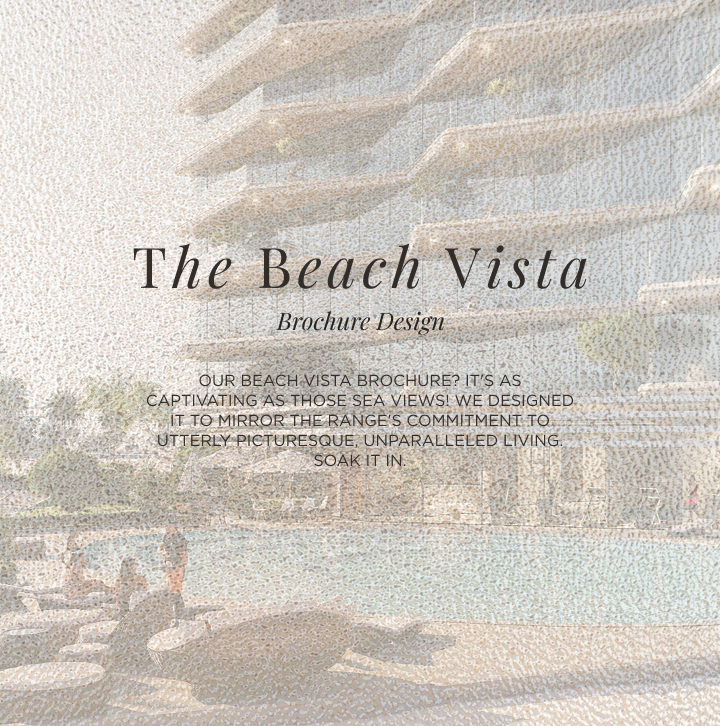 The Beach Vista
Brochure Design
OUR BEACH VISTA BROCHURE? IT'S AS
CAPTIVATING AS THOSE SEA VIEWS! WE DESIGNED
IT TO MIRROR THE RANGE'S COMMITMENT TO
UTTERLY PICTURESQUE, UNPARALLELED LIVING.
SOAK IT IN.